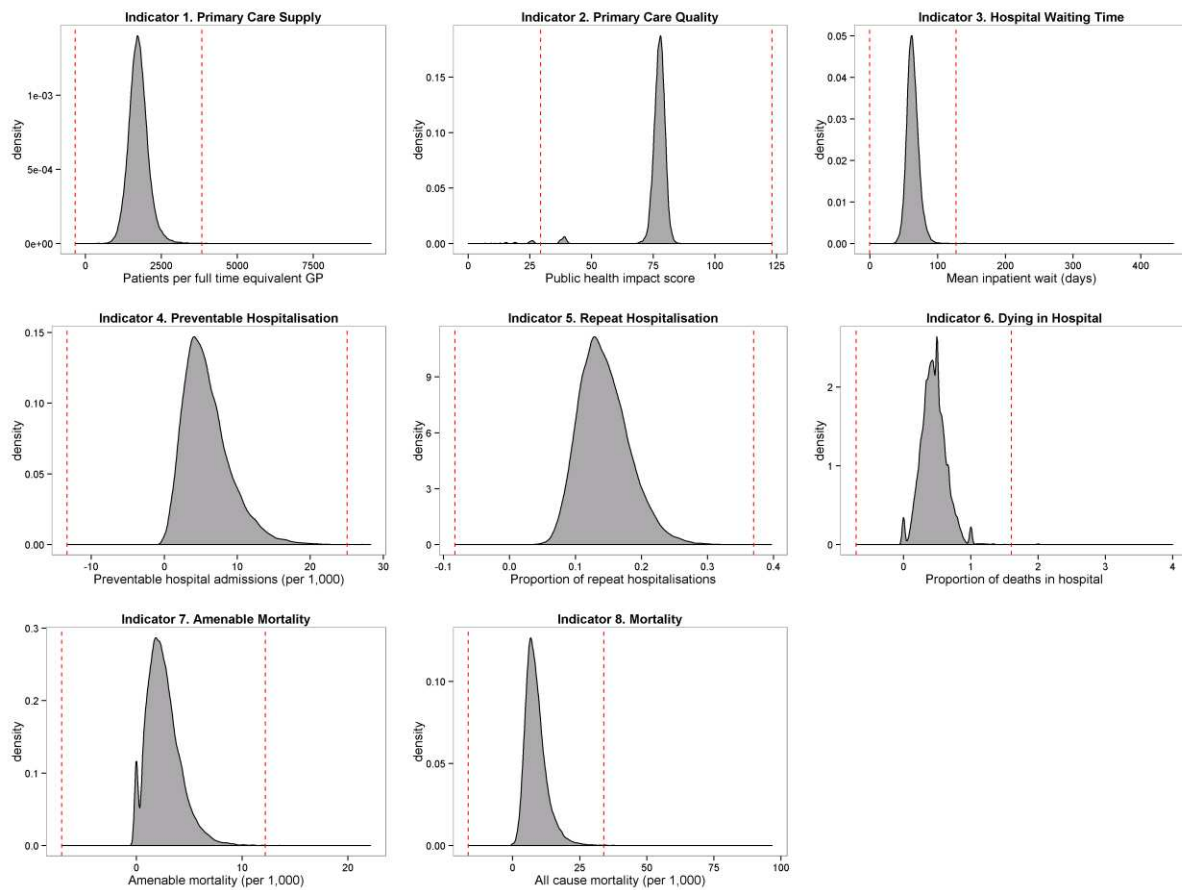 Indicator 1. Primary Care Supply
density
1e-03
5e-04
0e+00
0
2500
5000
7500
Patients per full time equivalent GP
Indicator 2. Primary Care Quality
density
0.15
0.10
0.05
0.00
0
25
50
75
100
125
Public health impact score
Indicator 3. Hospital Waiting Time
density
0.05
0.04
0.03
0.02
0.01
0.00
0
100
200
300
400
Mean inpatient wait (days)
Indicator 4. Preventable Hospitalisation
density
0.15
0.10
0.05
0.00
-10
0
10
20
30
Preventable hospital admissions (per 1,000)
Indicator 5. Repeat Hospitalisation
density
9
6
3
0
-0.1
0.0
0.1
0.2
0.3
0.4
Proportion of repeat hospitalisations
Indicator 6. Dying in Hospital
density
2
1
0
0
1
2
3
4
Proportion of deaths in hospital
Indicator 7. Amenable Mortality
density
0.3
0.2
0.1
0.0
0
10
20
Amenable mortality (per 1,000)
Indicator 8. Mortality
density
0.10
0.05
0.00
0
25
50
75
100
All cause mortality (per 1,000)